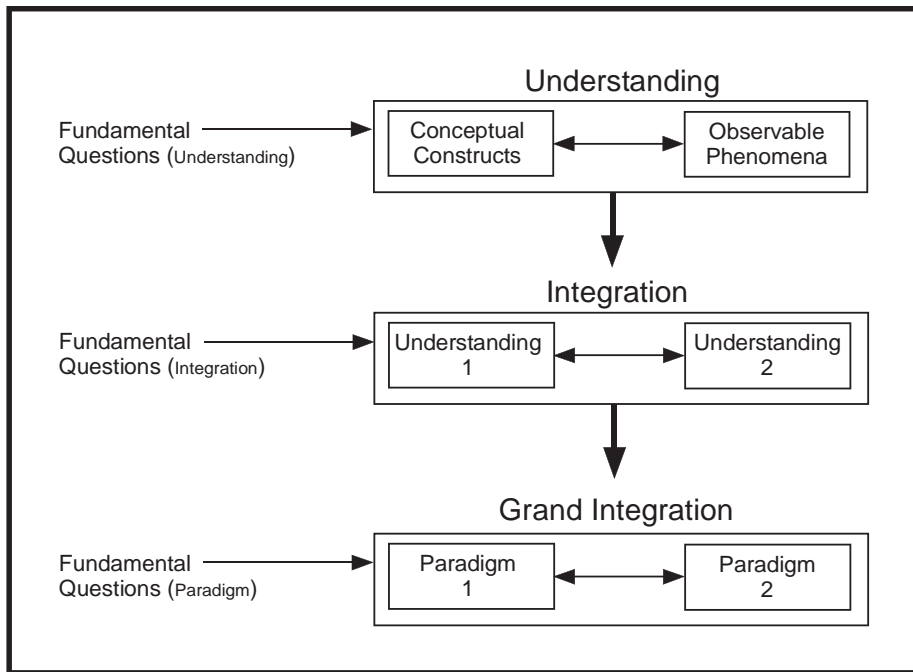 Understanding
Fundamental
Questions (Understanding)
Conceptual
Constructs
Observable
Phenomena
Integration
Fundamental
Questions (Integration)
Understanding
1
Understanding
2
Grand Integration
Fundamental
Questions (Paradigm)
Paradigm
1
Paradigm
2